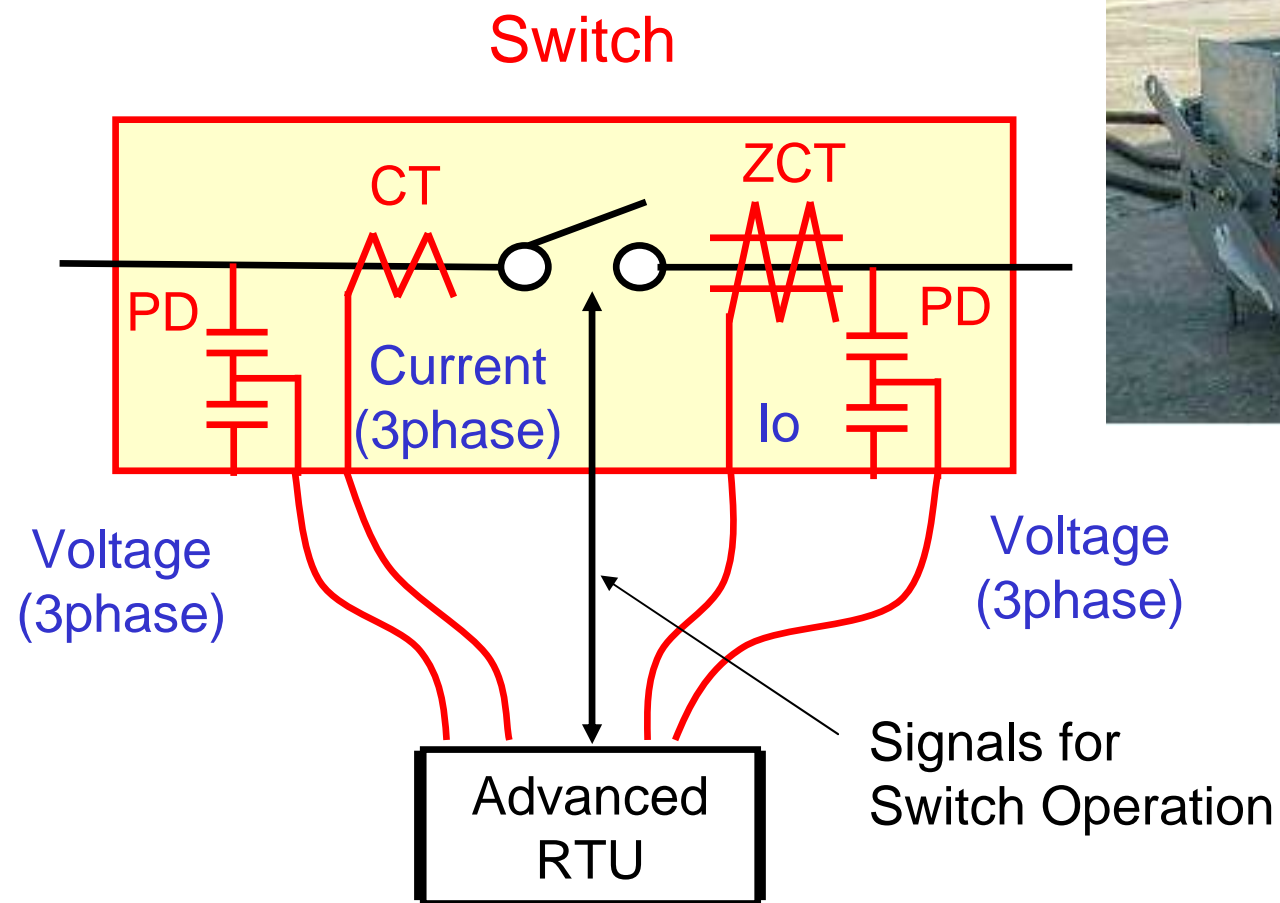 Switch
CT
ZCT
PD
PD
Current
(3phase)
Io
Voltage
(3phase)
Voltage
(3phase)
Signals for
Switch Operation
Advanced
RTU